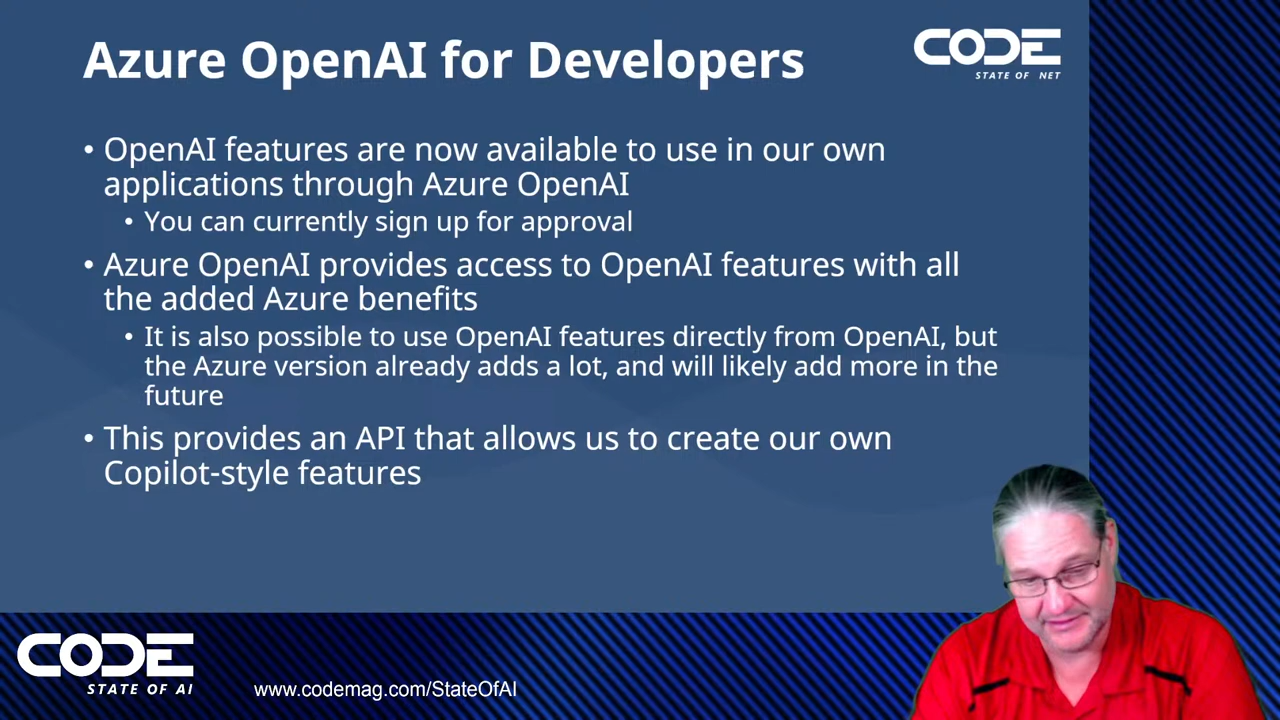 Azure OpenAI for Developers
CODE
STATE OF .NET
• OpenAI features are now available to use in our own
applications through Azure OpenAI
• You can currently sign up for approval
• Azure OpenAI provides access to OpenAI features with all
the added Azure benefits
• It is also possible to use OpenAI features directly from OpenAI, but
the Azure version already adds a lot, and will likely add more in the
future
• This provides an API that allows us to create our own
Copilot-style features
CODE
STATE OF AI
www.codemag.com/StateOfAI